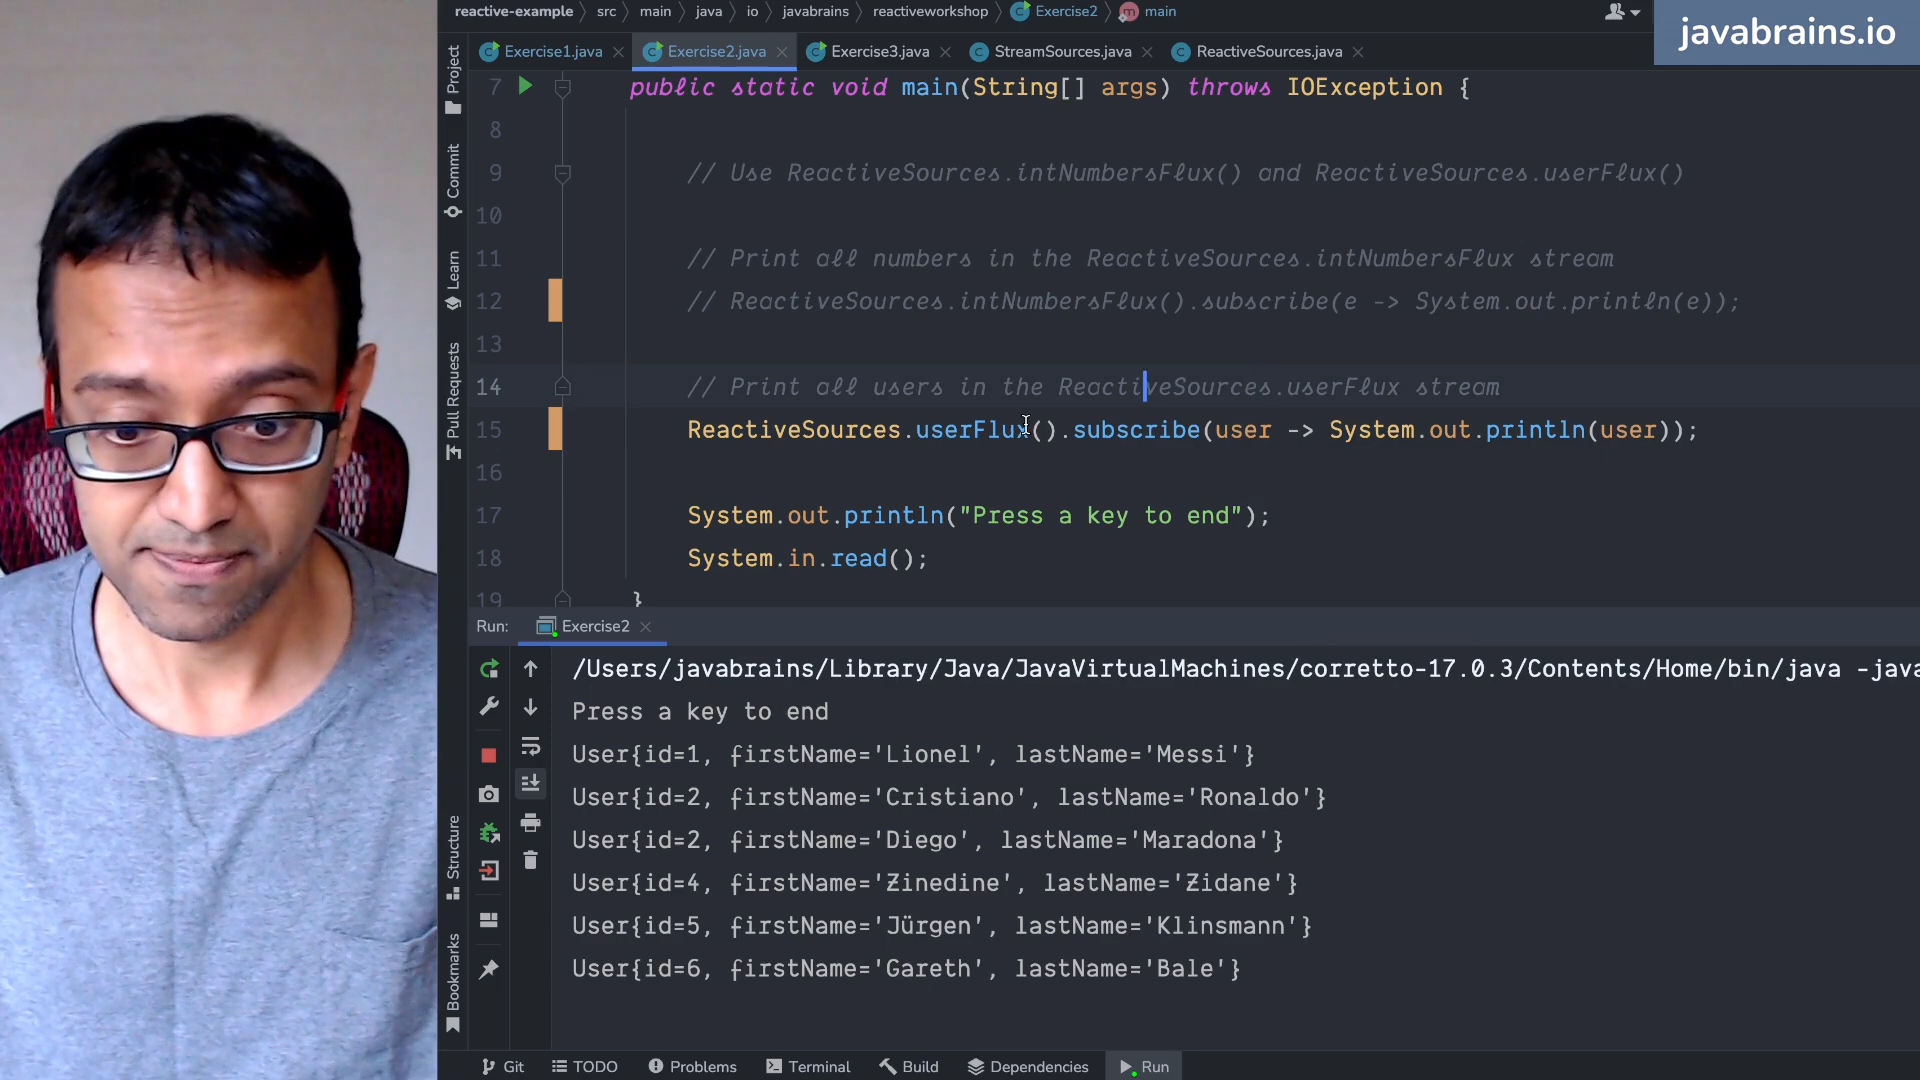 reactive-example 〉 src 〉 main 〉 java 〉 io 〉 javabrains 〉 reactiveworkshop 〉 Exercise2 〉 main
javabrains.io
Exercise1.java Exercise2.java Exercise3.java StreamSources.java ReactiveSources.java
Project
Commit
Learn
Pull Requests
Structure
Bookmarks
7 public static void main(String[] args) throws IOException {
8
9 // Use ReactiveSources.intNumbersFlux() and ReactiveSources.userFlux()
10
11 // Print all numbers in the ReactiveSources.intNumbersFlux stream
12 // ReactiveSources.intNumbersFlux().subscribe(e -> System.out.println(e));
13
14 // Print all users in the ReactiveSources.userFlux stream
15 ReactiveSources.userFlux().subscribe(user -> System.out.println(user));
16
17 System.out.println("Press a key to end");
18 System.in.read();
19 }
Run: Exercise2
/Users/javabrains/Library/Java/JavaVirtualMachines/corretto-17.0.3/Contents/Home/bin/java -java
Press a key to end
User{id=1, firstName='Lionel', lastName='Messi'}
User{id=2, firstName='Cristiano', lastName='Ronaldo'}
User{id=2, firstName='Diego', lastName='Maradona'}
User{id=4, firstName='Zinedine', lastName='Zidane'}
User{id=5, firstName='Jürgen', lastName='Klinsmann'}
User{id=6, firstName='Gareth', lastName='Bale'}
Git TODO Problems Terminal Build Dependencies Run